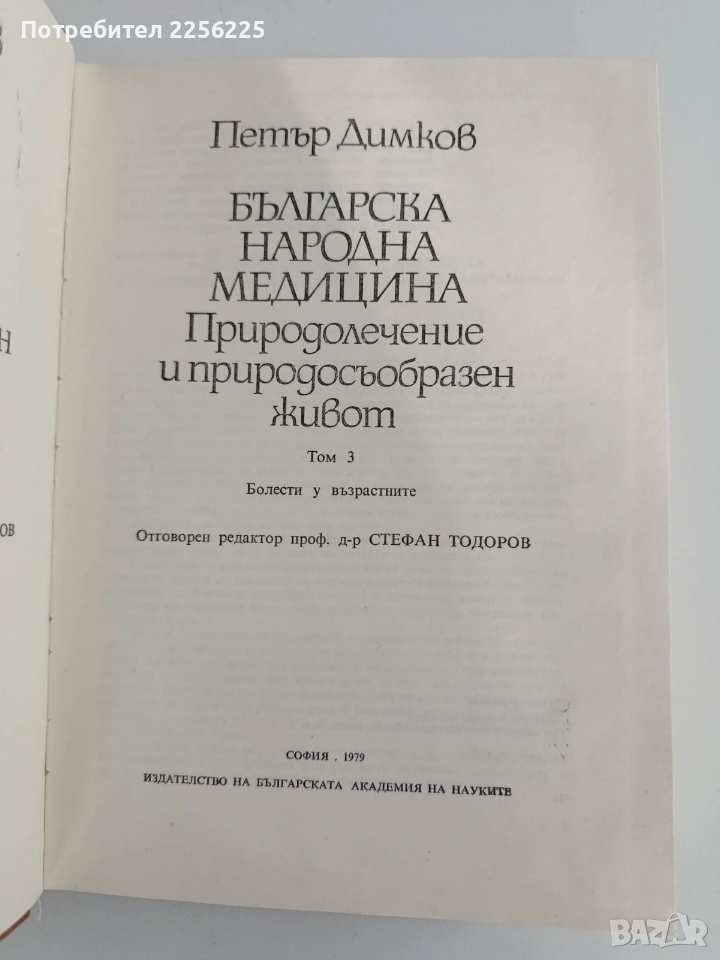 Потребител 2256225
Петър Димков
БЪЛГАРСКА
НАРОДНА
МЕДИЦИНА
Природолечение
и природосъобразен
живот
Том 3
Болести у възрастните
Отговорен редактор проф. д-р СТЕФАН ТОДОРОВ
СОФИЯ . 1979
ИЗДАТЕЛСТВО НА БЪЛГАРСКАТА АКАДЕМИЯ НА НАУКИТЕ
BAZAR